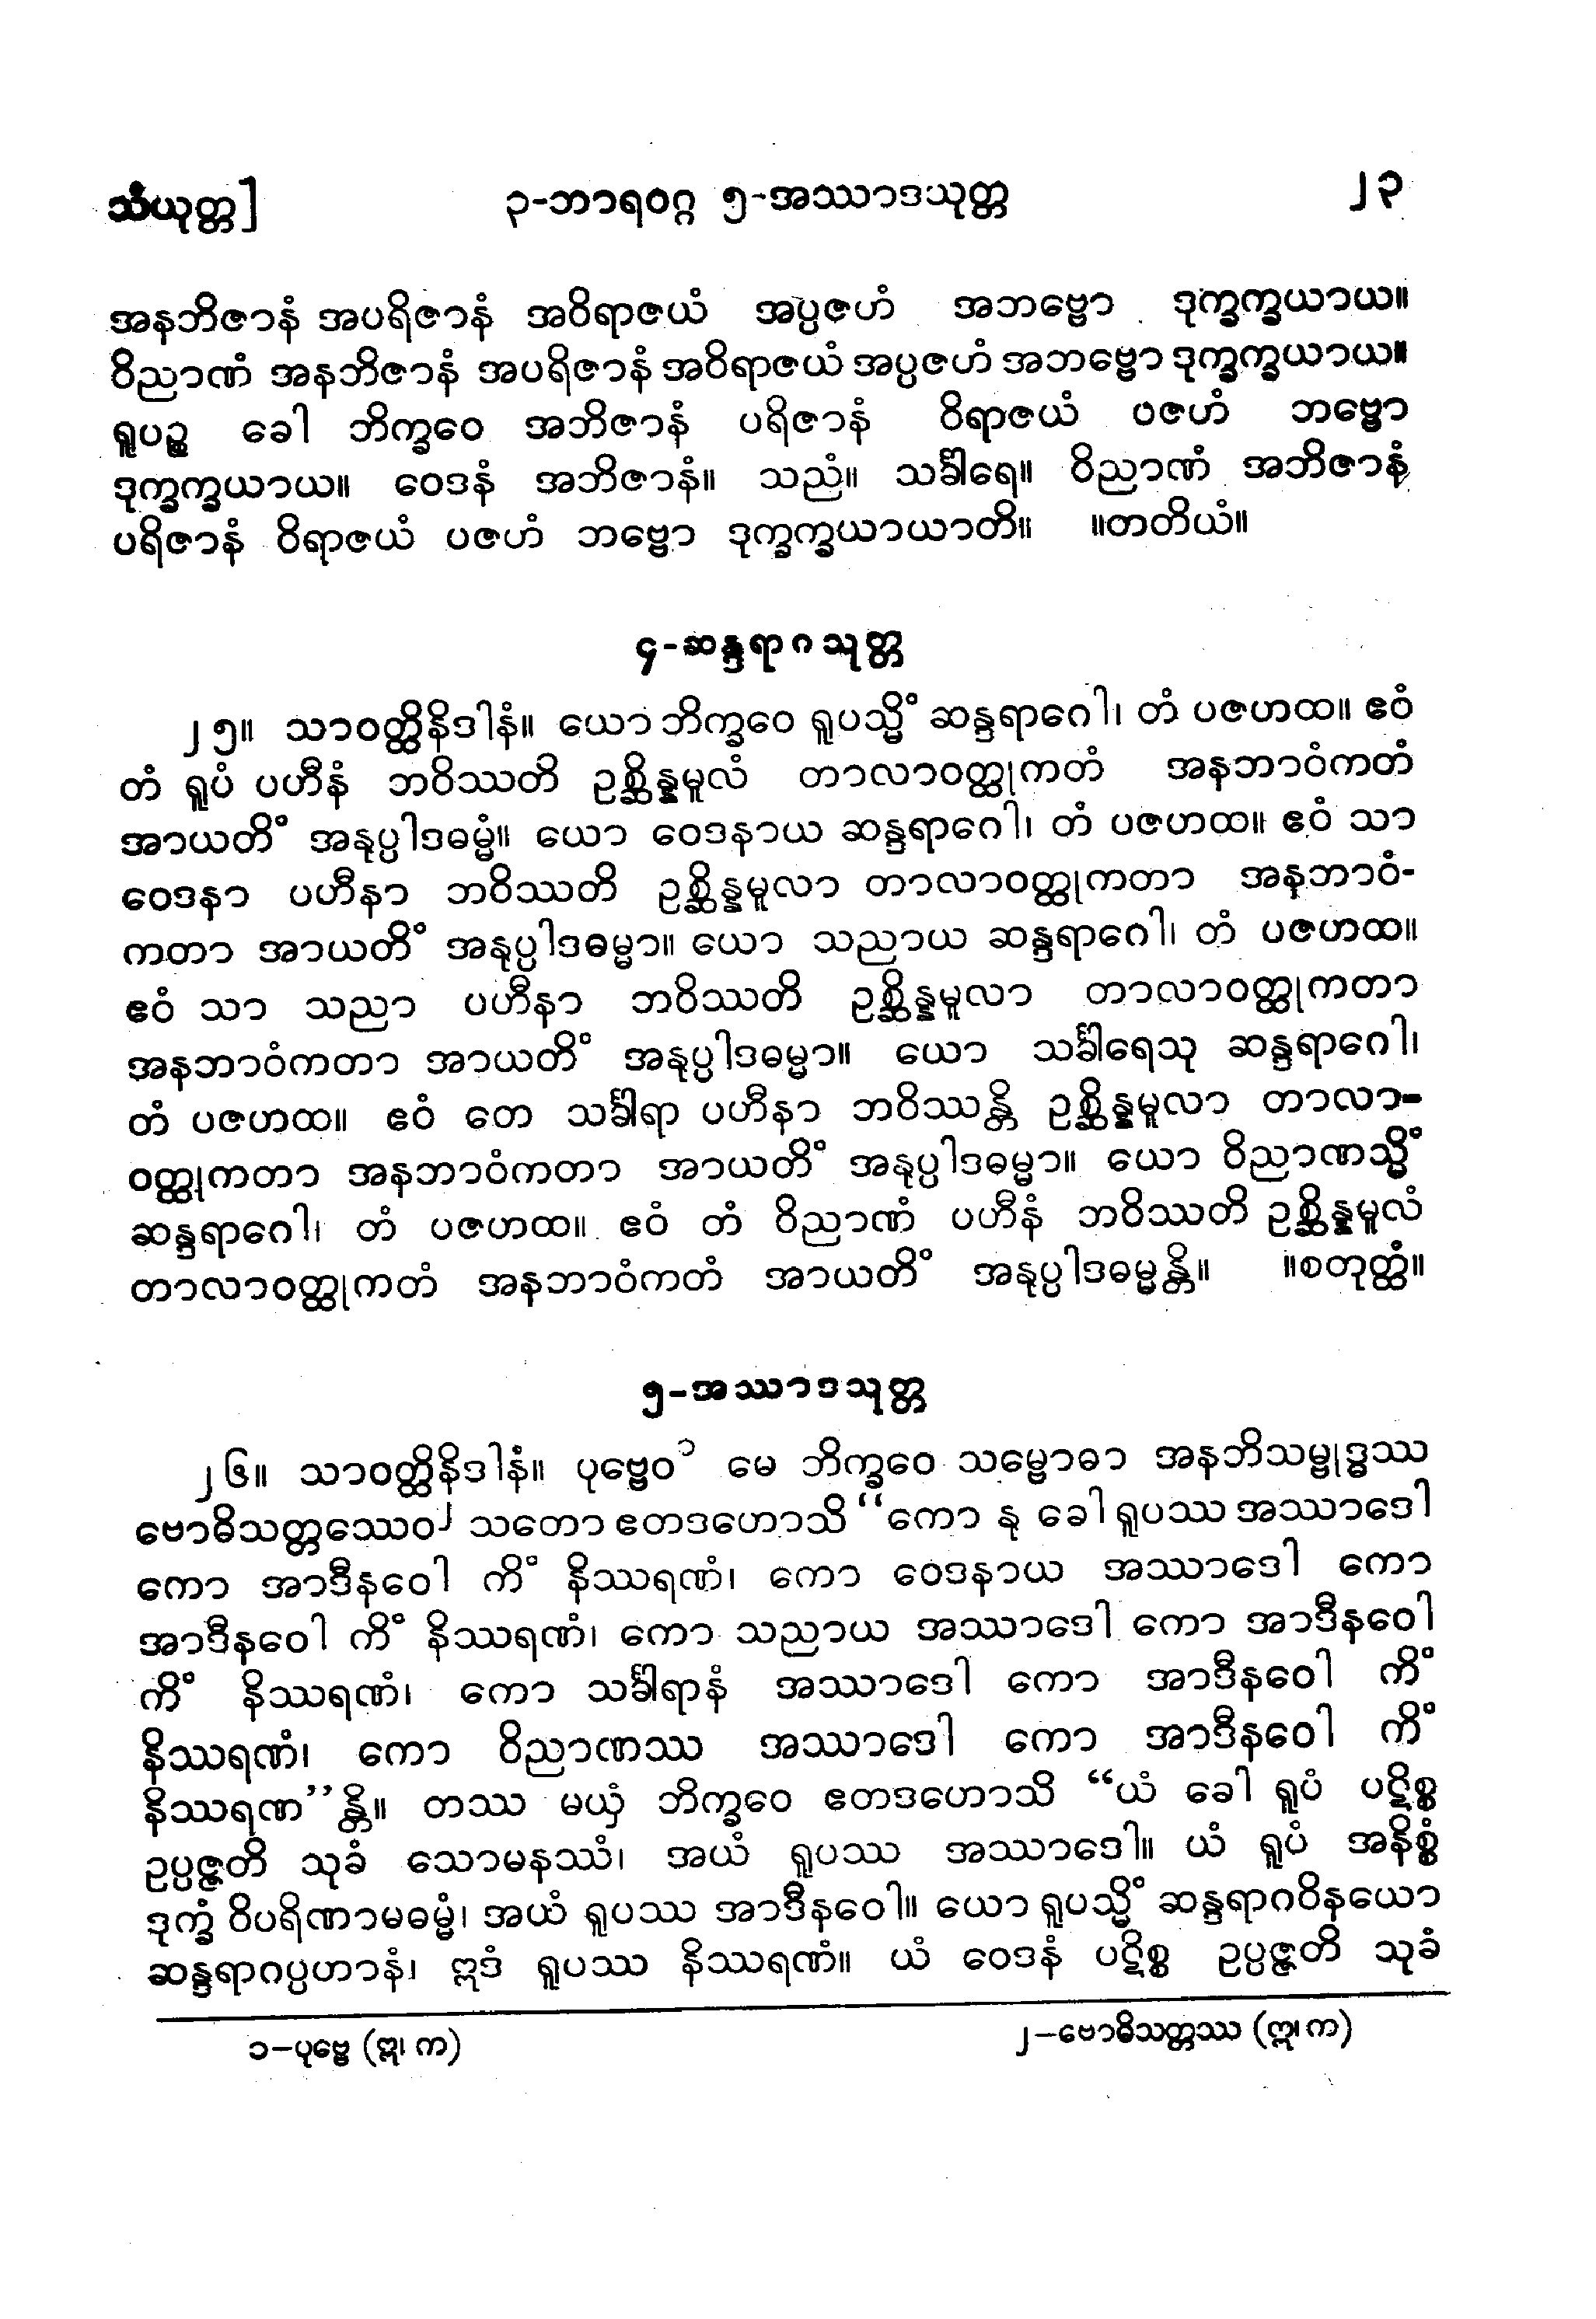 သံယုတ္တ] ၃-ဘာရဝဂ္ဂ ၅-အဿာဒယုတ္တ ၂၃
အနဘိဇာနံ အပရိဇာနံ အဝိရာဇယံ အပ္ပဇဟံ အဘဗ္ဗော ဒုက္ခက္ခယာယ။
ဝိညာဏံ အနဘိဇာနံ အပရိဇာနံ အဝိရာဇယံ အပ္ပဇဟံ အဘဗ္ဗော ဒုက္ခက္ခယာယ။
ရူပဉ္စ ခေါ ဘိက္ခဝေ အဘိဇာနံ ပရိဇာနံ ဝိရာဇယံ ပဇဟံ ဘဗ္ဗော
ဒုက္ခက္ခယာယ။ ဝေဒနံ အဘိဇာနံ။ သညံ။ သင်္ခါရေ။ ဝိညာဏံ အဘိဇာနံ
ပရိဇာနံ ဝိရာဇယံ ပဇဟံ ဘဗ္ဗော ဒုက္ခက္ခယာယာတိ။ ။တတိယံ။
၄-ဆန္ဒရာဂသုတ္တ
၂၅။ သာဝတ္ထိနိဒါနံ။ ယော ဘိက္ခဝေ ရူပသ္မိံ ဆန္ဒရာဂေါ၊ တံ ပဇဟထ။ ဧဝံ
တံ ရူပံ ပဟီနံ ဘဝိဿတိ ဥစ္ဆိန္နမူလံ တာလာဝတ္ထုကတံ အနဘာဝံကတံ
အာယတိံ အနုပ္ပါဒဓမ္မံ။ ယော ဝေဒနာယ ဆန္ဒရာဂေါ၊ တံ ပဇဟထ။ ဧဝံ သာ
ဝေဒနာ ပဟီနာ ဘဝိဿတိ ဥစ္ဆိန္နမူလာ တာလာဝတ္ထုကတာ အနဘာဝံ-
ကတာ အာယတိံ အနုပ္ပါဒဓမ္မာ။ ယော သညာယ ဆန္ဒရာဂေါ၊ တံ ပဇဟထ။
ဧဝံ သာ သညာ ပဟီနာ ဘဝိဿတိ ဥစ္ဆိန္နမူလာ တာလာဝတ္ထုကတာ
အနဘာဝံကတာ အာယတိံ အနုပ္ပါဒဓမ္မာ။ ယော သင်္ခါရေသု ဆန္ဒရာဂေါ၊
တံ ပဇဟထ။ ဧဝံ တေ သင်္ခါရာ ပဟီနာ ဘဝိဿန္တိ ဥစ္ဆိန္နမူလာ တာလာ-
ဝတ္ထုကတာ အနဘာဝံကတာ အာယတိံ အနုပ္ပါဒဓမ္မာ။ ယော ဝိညာဏသ္မိံ
ဆန္ဒရာဂေါ၊ တံ ပဇဟထ။ ဧဝံ တံ ဝိညာဏံ ပဟီနံ ဘဝိဿတိ ဥစ္ဆိန္နမူလံ
တာလာဝတ္ထုကတံ အနဘာဝံကတံ အာယတိံ အနုပ္ပါဒဓမ္မန္တိ။ ။စတုတ္ထံ။
၅-အဿာဒသုတ္တ
၂၆။ သာဝတ္ထိနိဒါနံ။ ပုဗ္ဗေဝ ၁ မေ ဘိက္ခဝေ သမ္ဗောဓာ အနဘိသမ္ဗုဒ္ဓဿ
ဗောဓိသတ္တဿေဝ ၂ သတော ဧတဒဟောသိ “ကော နု ခေါ ရူပဿ အဿာဒေါ
ကော အာဒီနဝေါ ကိံ နိဿရဏံ၊ ကော ဝေဒနာယ အဿာဒေါ ကော
အာဒီနဝေါ ကိံ နိဿရဏံ၊ ကော သညာယ အဿာဒေါ ကော အာဒီနဝေါ
ကိံ နိဿရဏံ၊ ကော သင်္ခါရာနံ အဿာဒေါ ကော အာဒီနဝေါ ကိံ
နိဿရဏံ၊ ကော ဝိညာဏဿ အဿာဒေါ ကော အာဒီနဝေါ ကိံ
နိဿရဏ”န္တိ။ တဿ မယှံ ဘိက္ခဝေ ဧတဒဟောသိ “ယံ ခေါ ရူပံ ပဋိစ္စ
ဥပ္ပဇ္ဇတိ သုခံ သောမနဿံ၊ အယံ ရူပဿ အဿာဒေါ။ ယံ ရူပံ အနိစ္စံ
ဒုက္ခံ ဝိပရိဏာမဓမ္မံ၊ အယံ ရူပဿ အာဒီနဝေါ။ ယော ရူပသ္မိံ ဆန္ဒရာဂဝိနယော
ဆန္ဒရာဂပ္ပဟာနံ၊ ဣဒံ ရူပဿ နိဿရဏံ။ ယံ ဝေဒနံ ပဋိစ္စ ဥပ္ပဇ္ဇတိ သုခံ
၁-ပုဗ္ဗေ (ဣ၊ က) ၂-ဗောဓိသတ္တဿ (ဣ၊ က)